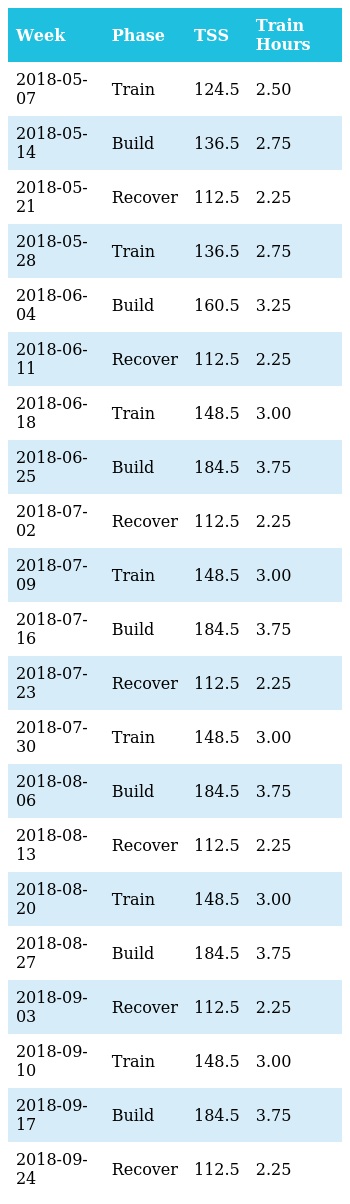 Week Phase TSS Train Hours
2018-05-07 Train 124.5 2.50
2018-05-14 Build 136.5 2.75
2018-05-21 Recover 112.5 2.25
2018-05-28 Train 136.5 2.75
2018-06-04 Build 160.5 3.25
2018-06-11 Recover 112.5 2.25
2018-06-18 Train 148.5 3.00
2018-06-25 Build 184.5 3.75
2018-07-02 Recover 112.5 2.25
2018-07-09 Train 148.5 3.00
2018-07-16 Build 184.5 3.75
2018-07-23 Recover 112.5 2.25
2018-07-30 Train 148.5 3.00
2018-08-06 Build 184.5 3.75
2018-08-13 Recover 112.5 2.25
2018-08-20 Train 148.5 3.00
2018-08-27 Build 184.5 3.75
2018-09-03 Recover 112.5 2.25
2018-09-10 Train 148.5 3.00
2018-09-17 Build 184.5 3.75
2018-09-24 Recover 112.5 2.25